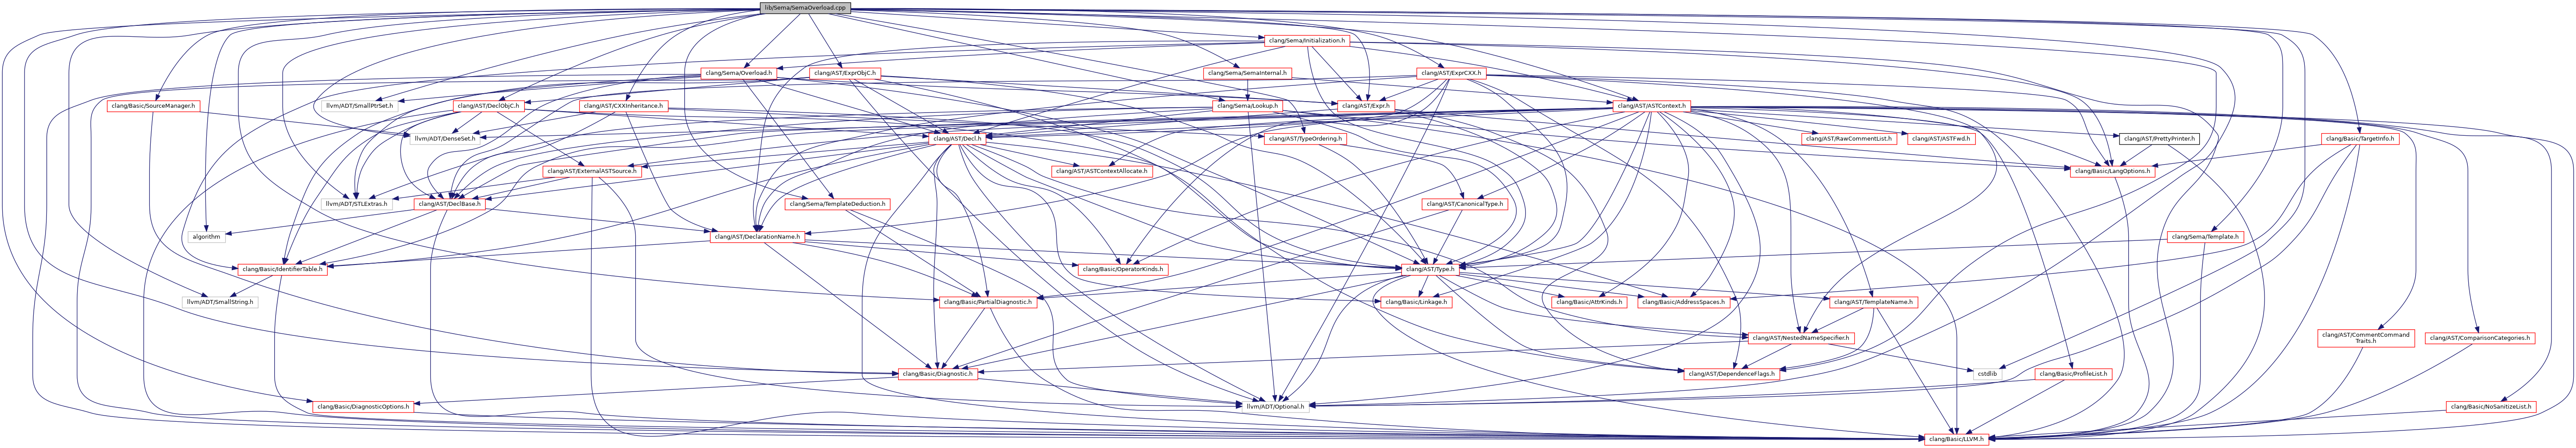 lib/Sema/SemaOverload.cpp
clang/Sema/Initialization.h
clang/Sema/Overload.h
clang/AST/ExprObjC.h
clang/Sema/SemaInternal.h
clang/AST/ExprCXX.h
clang/Basic/SourceManager.h
llvm/ADT/SmallPtrSet.h
clang/AST/DeclObjC.h
clang/AST/CXXInheritance.h
clang/Sema/Lookup.h
clang/AST/Expr.h
clang/AST/ASTContext.h
llvm/ADT/DenseSet.h
clang/AST/Decl.h
clang/AST/TypeOrdering.h
clang/AST/RawCommentList.h
clang/AST/ASTFwd.h
clang/AST/PrettyPrinter.h
clang/Basic/TargetInfo.h
clang/AST/ExternalASTSource.h
clang/AST/ASTContextAllocate.h
clang/Basic/LangOptions.h
llvm/ADT/STLExtras.h
clang/AST/DeclBase.h
clang/Sema/TemplateDeduction.h
clang/AST/CanonicalType.h
algorithm
clang/AST/DeclarationName.h
clang/Sema/Template.h
clang/Basic/IdentifierTable.h
clang/Basic/OperatorKinds.h
clang/AST/Type.h
llvm/ADT/SmallString.h
clang/Basic/PartialDiagnostic.h
clang/Basic/Linkage.h
clang/Basic/AttrKinds.h
clang/Basic/AddressSpaces.h
clang/AST/TemplateName.h
clang/AST/NestedNameSpecifier.h
clang/AST/CommentCommand
Traits.h
clang/AST/ComparisonCategories.h
clang/Basic/Diagnostic.h
clang/AST/DependenceFlags.h
cstdlib
clang/Basic/ProfileList.h
clang/Basic/DiagnosticOptions.h
llvm/ADT/Optional.h
clang/Basic/NoSanitizeList.h
clang/Basic/LLVM.h